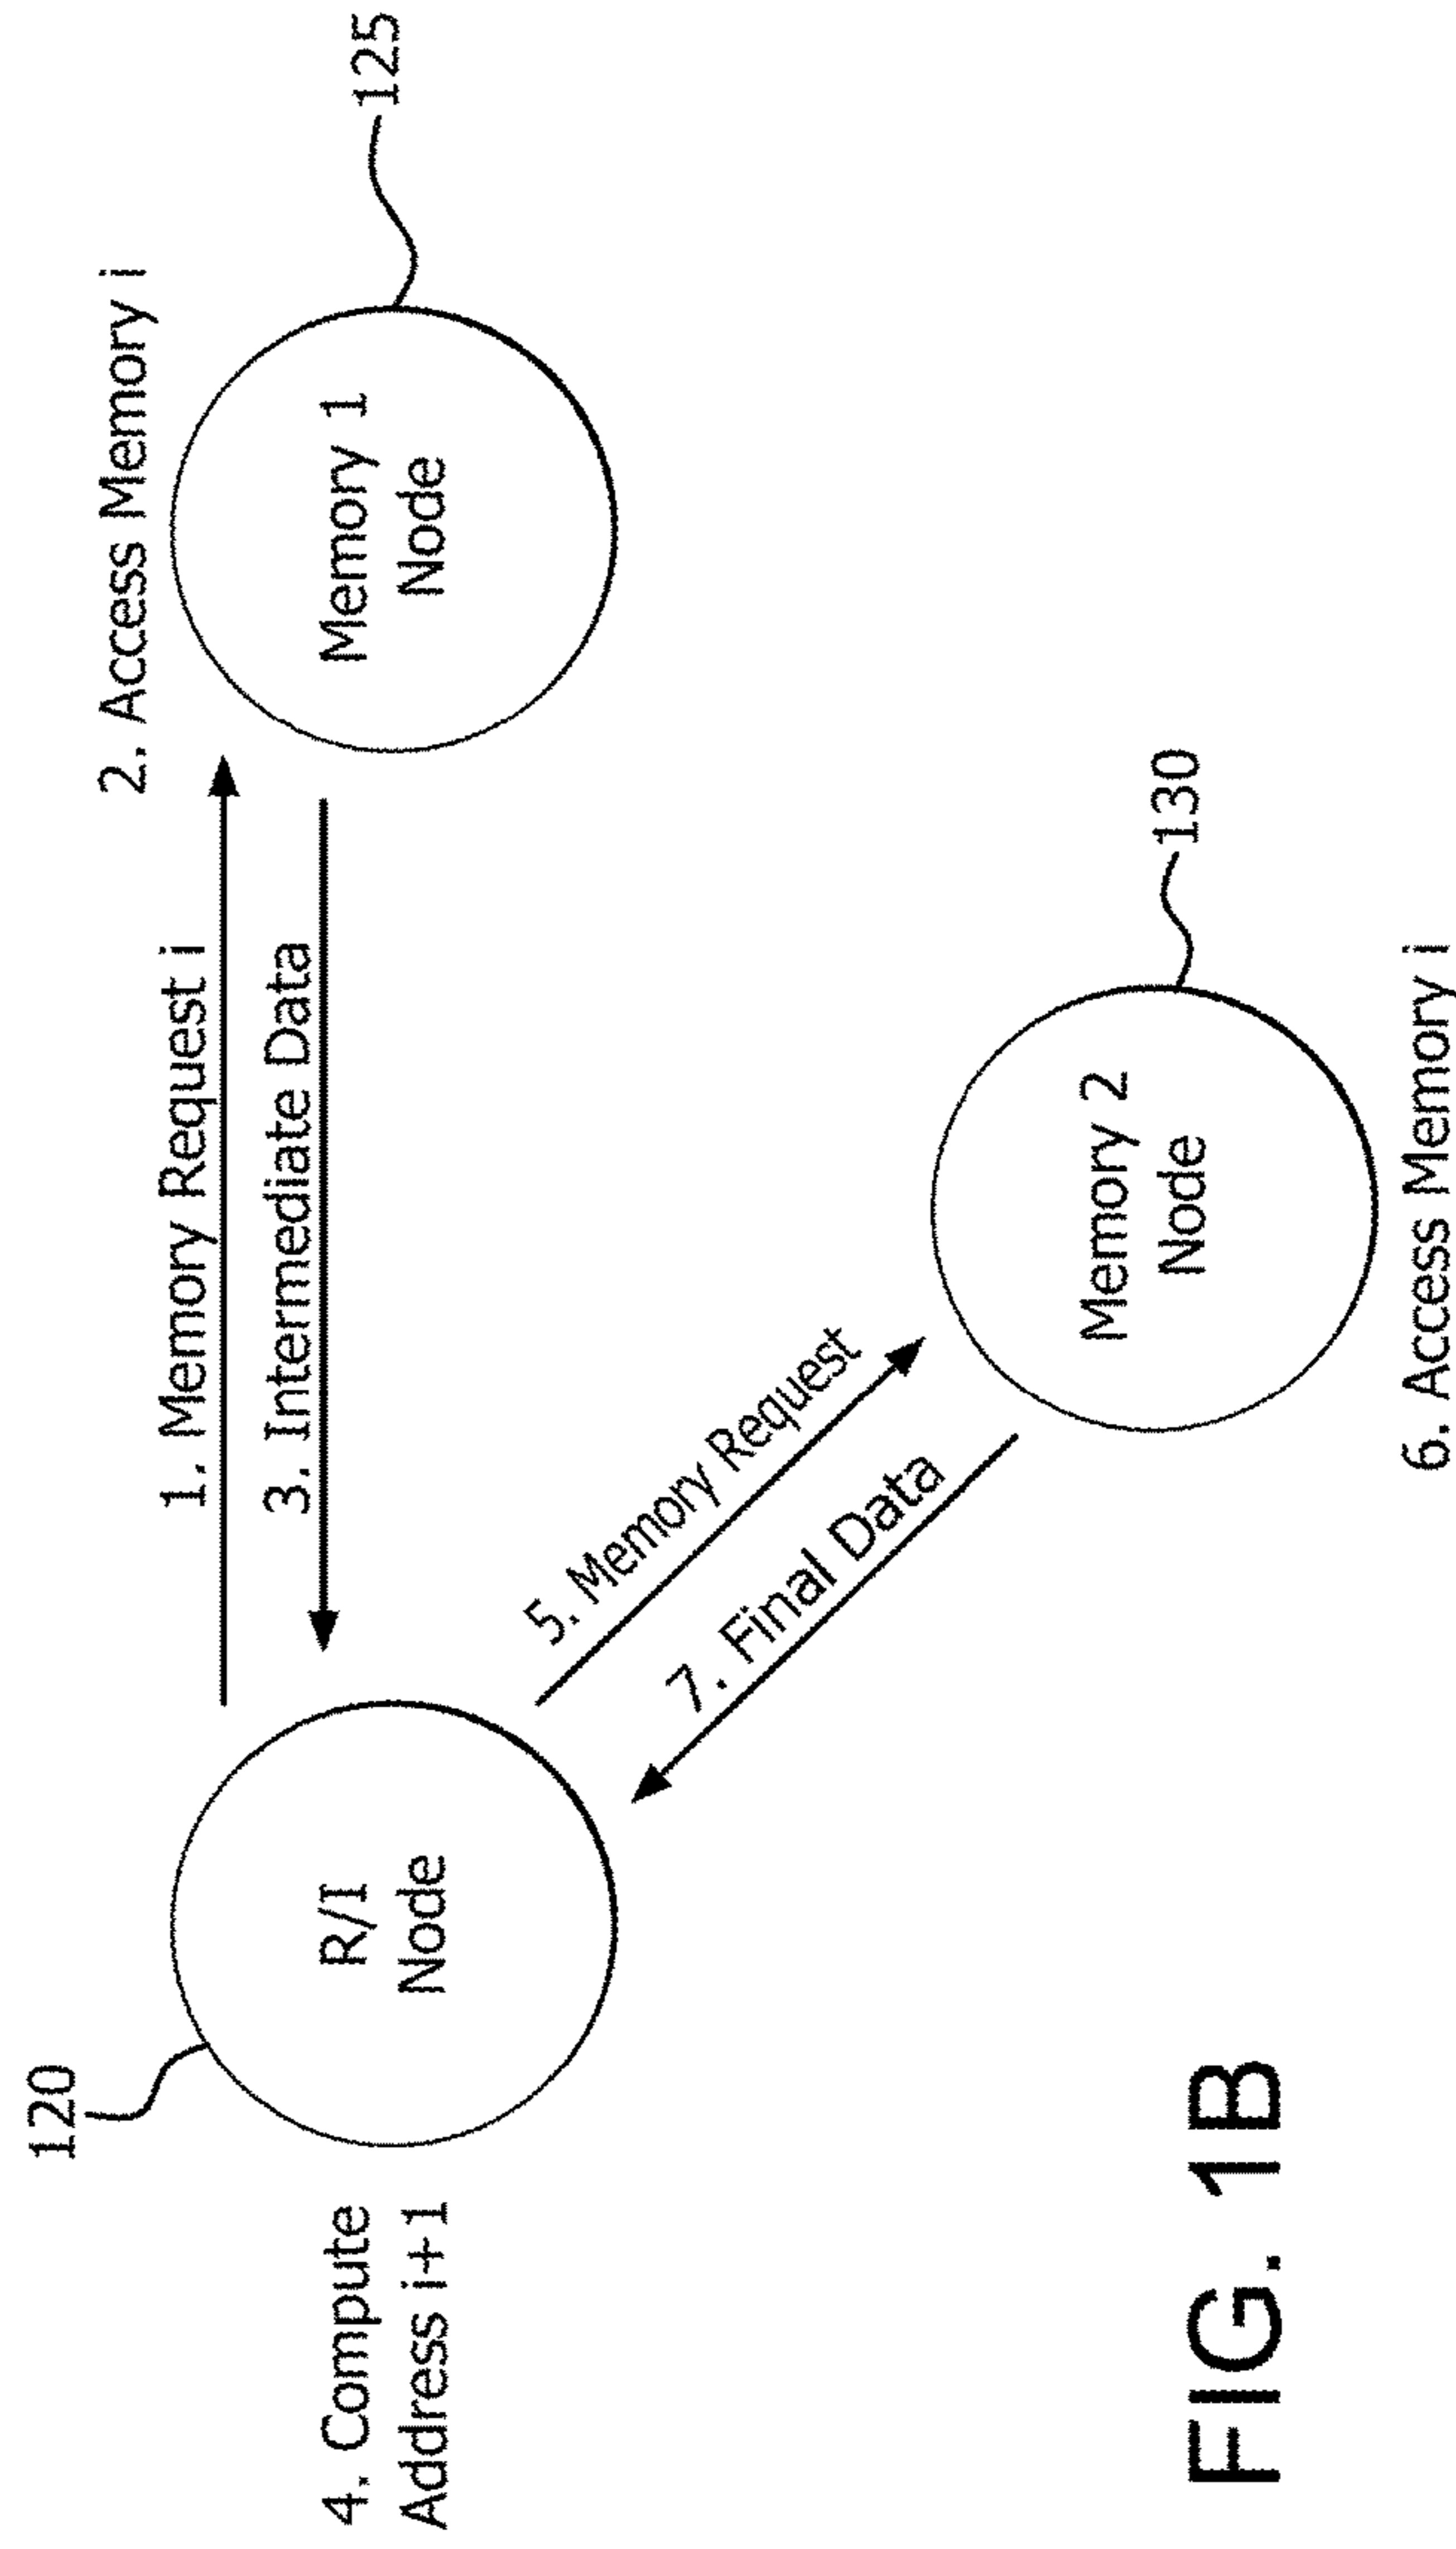 120
4. Compute
Address i+1
R/I
Node
1. Memory Request i
3. Intermediate Data
2. Access Memory i
Memory 1
Node
125
5. Memory Request
7. Final Data
Memory 2
Node
130
6. Access Memory i
FIG. 1B